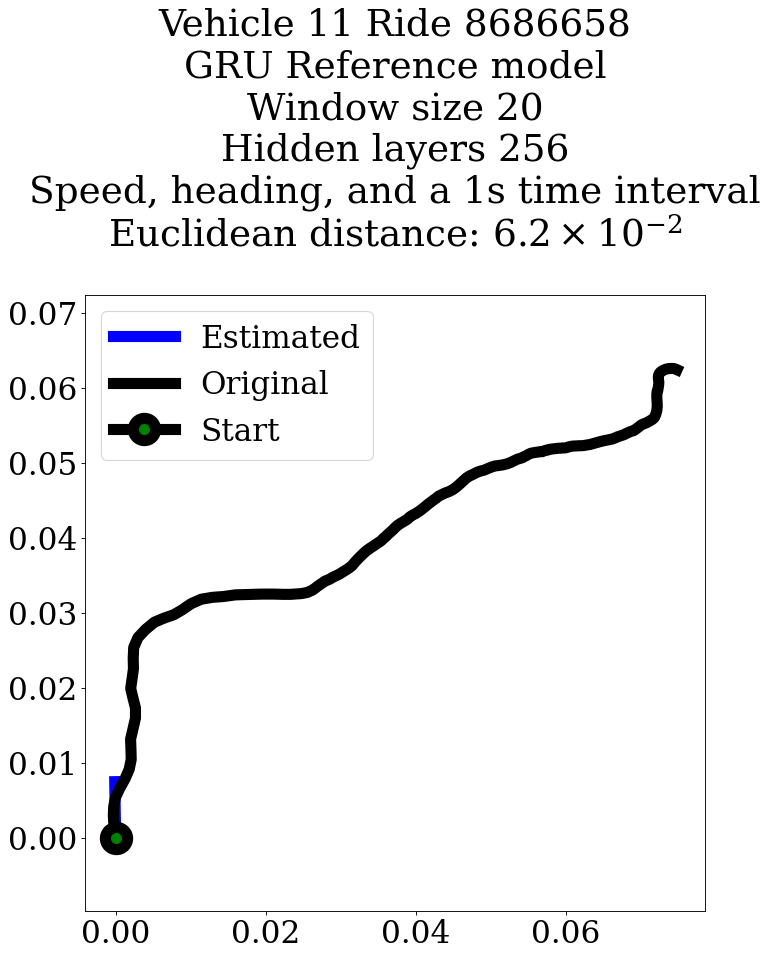 Vehicle 11 Ride 8686658
GRU Reference model
Window size 20
Hidden layers 256
Speed, heading, and a 1s time interval
Euclidean distance: 6.2 × 10⁻²
0.07
0.06
0.05
0.04
0.03
0.02
0.01
0.00
Estimated
Original
Start
0.00 0.02 0.04 0.06